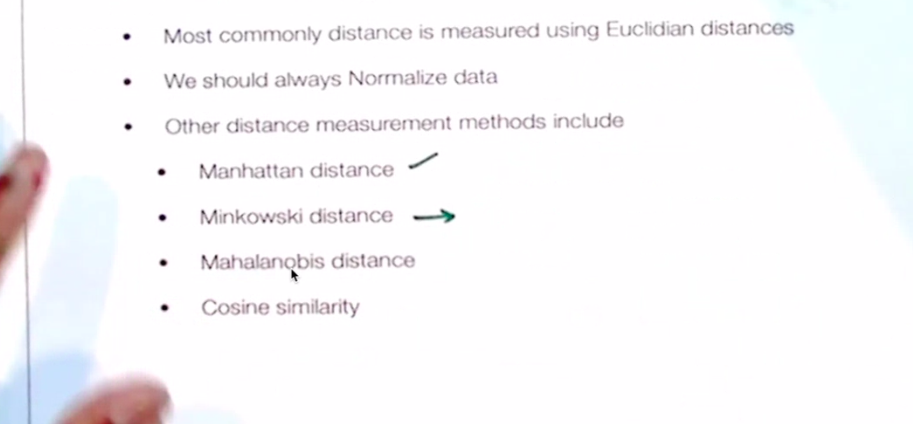 • Most commonly distance is measured using Euclidian distances
• We should always Normalize data
• Other distance measurement methods include
• Manhattan distance
• Minkowski distance
• Mahalanobis distance
• Cosine similarity